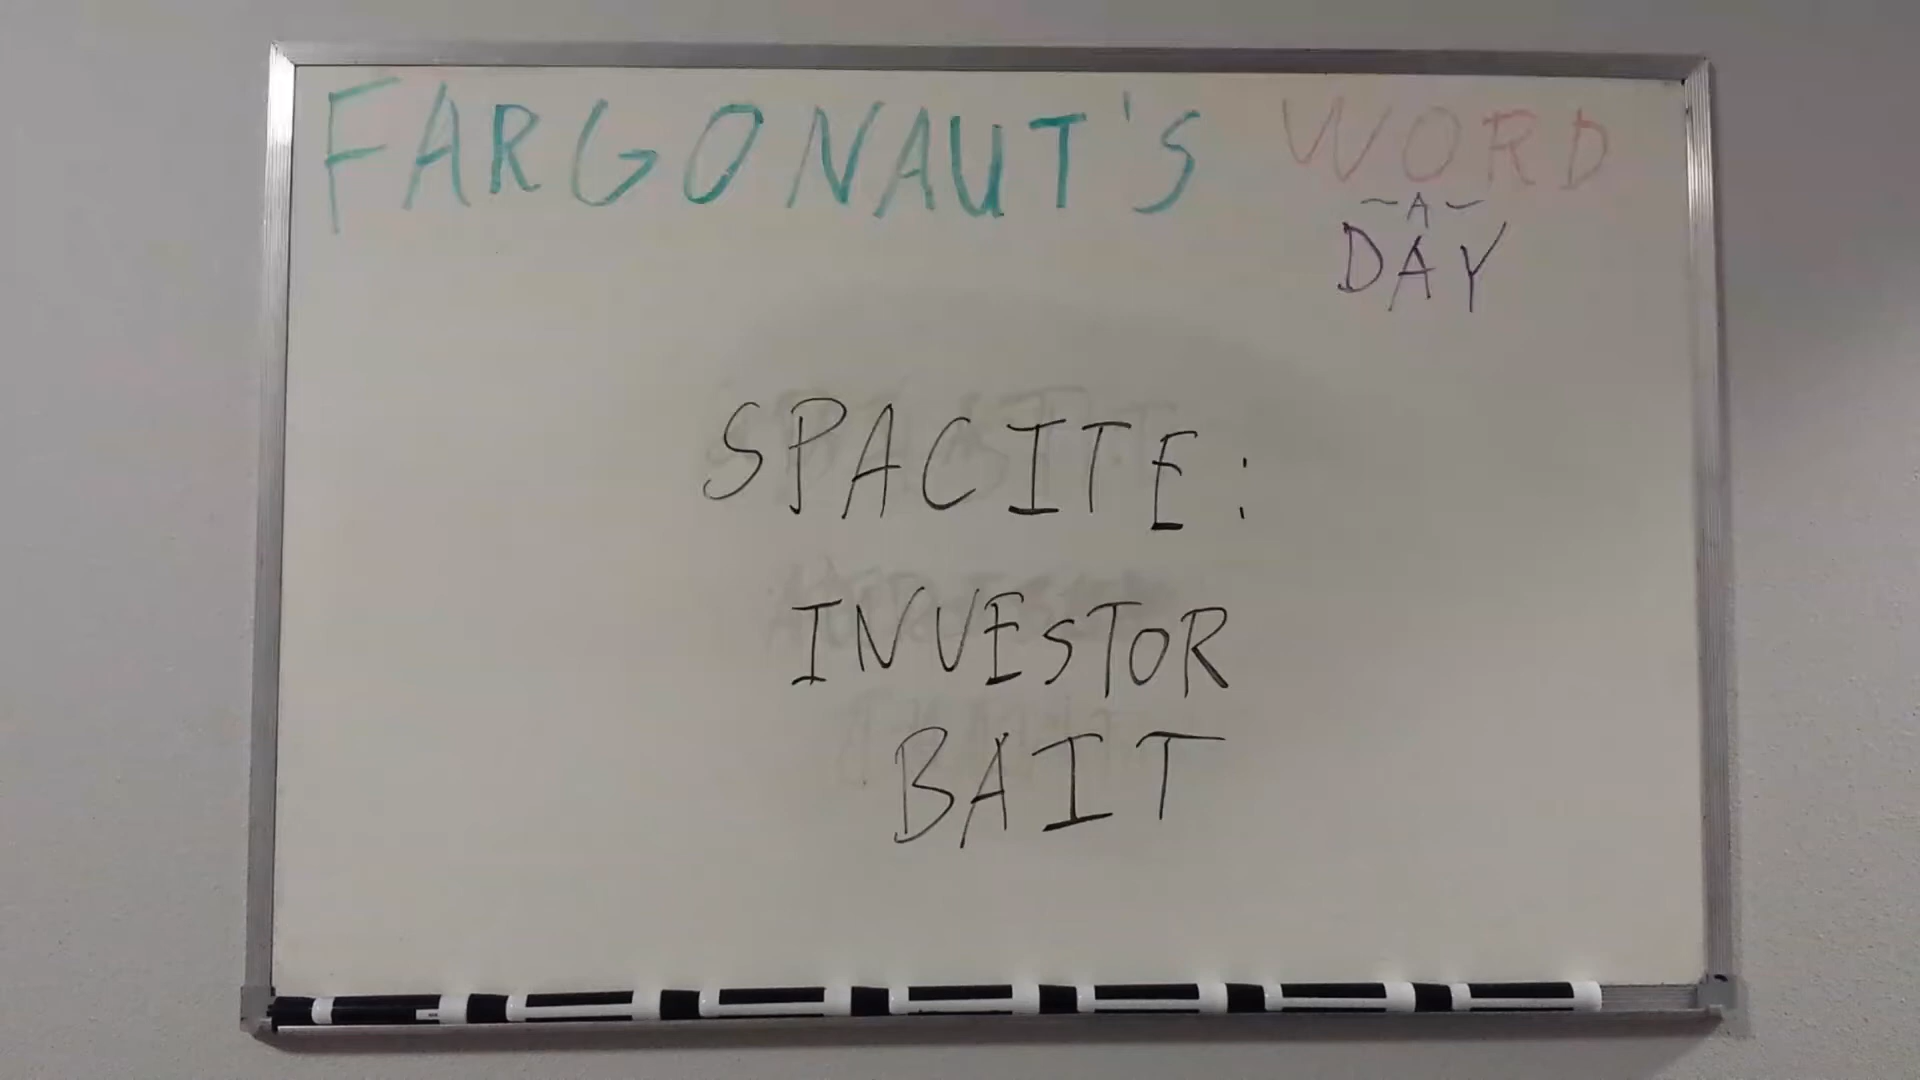 FARGONAUT'S WORD
~A~
DAY
SPACITE:
INVESTOR
BAIT